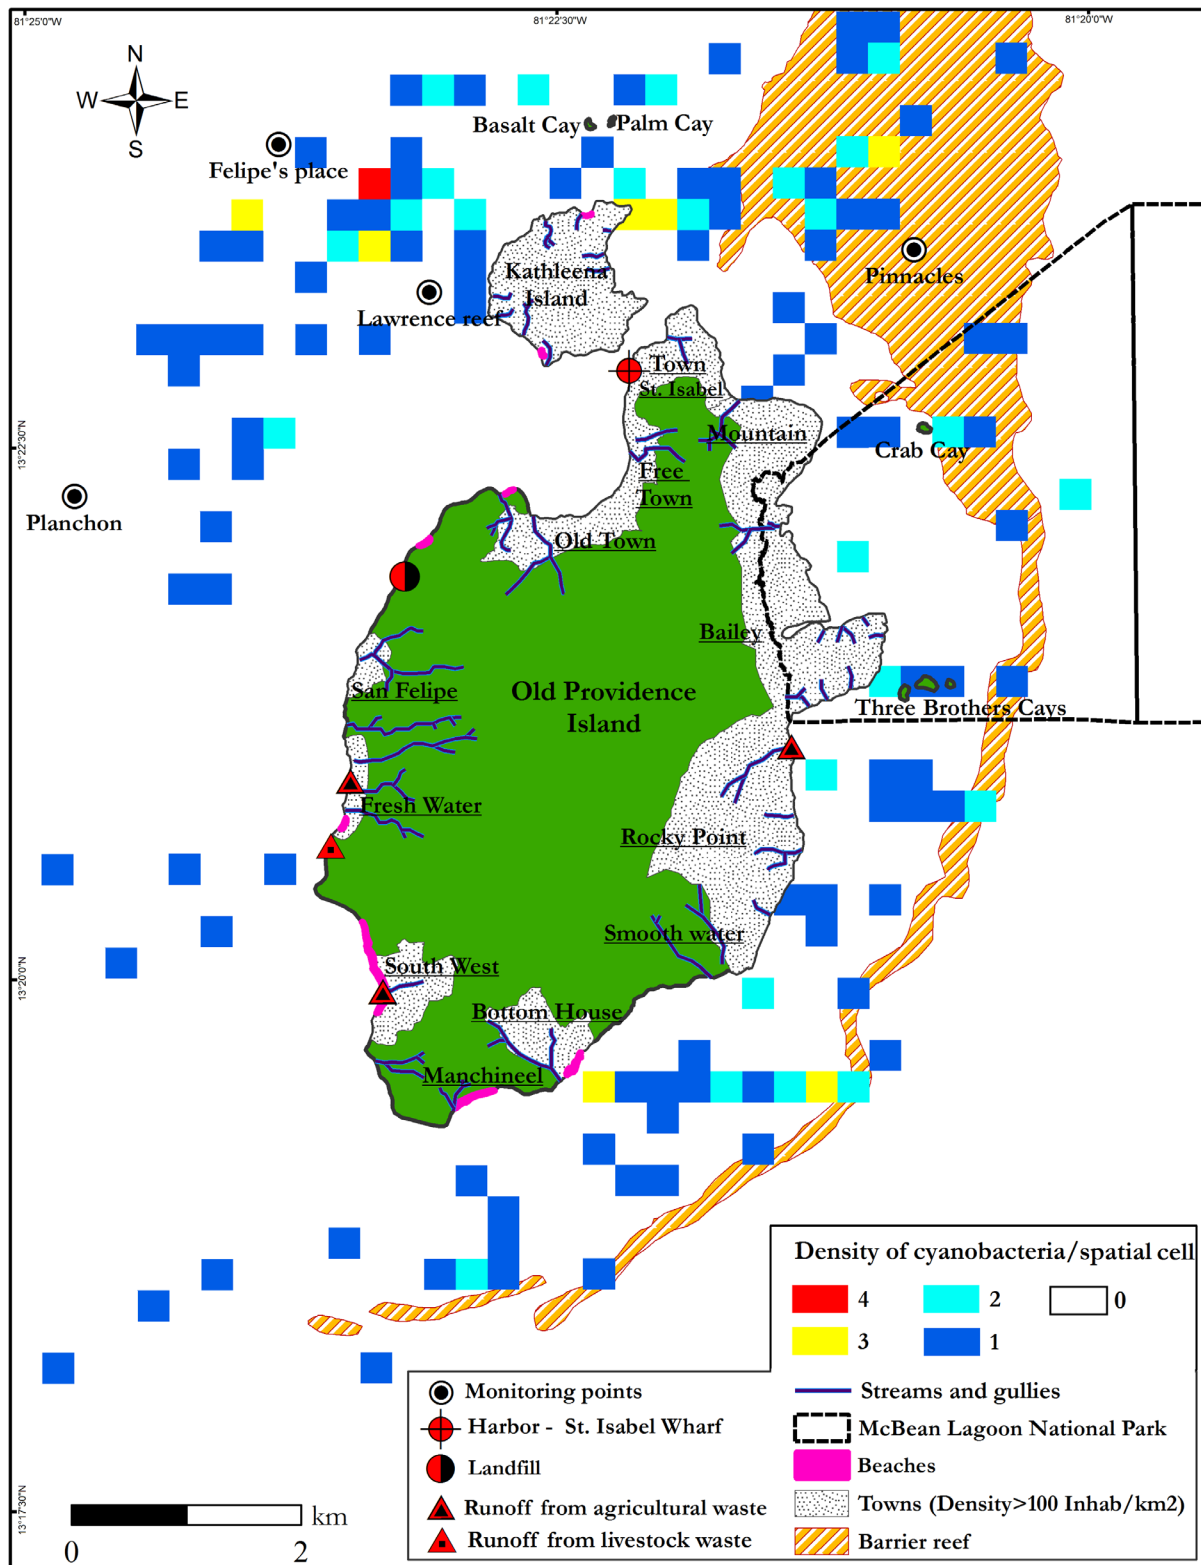 81°25'0"W
81°22'30"W
81°20'0"W
N
W E
S
Basalt Cay
Palm Cay
Felipe's place
Kathleena
Island
Pinnacles
Lawrence reef
Town
St. Isabel
Mountain
Crab Cay
13°22'30"N
Free
Town
Planchon
Old Town
Bailey
San Felipe
Old Providence
Island
Three Brothers Cays
Fresh Water
Rocky Point
Smooth water
South West
13°20'0"N
Bottom House
Manchineel
Density of cyanobacteria/spatial cell
4
2
0
3
1
Streams and gullies
McBean Lagoon National Park
Beaches
Towns (Density>100 Inhab/km2)
Barrier reef
Monitoring points
Harbor - St. Isabel Wharf
Landfill
Runoff from agricultural waste
Runoff from livestock waste
13°17'30"N
km
0
2